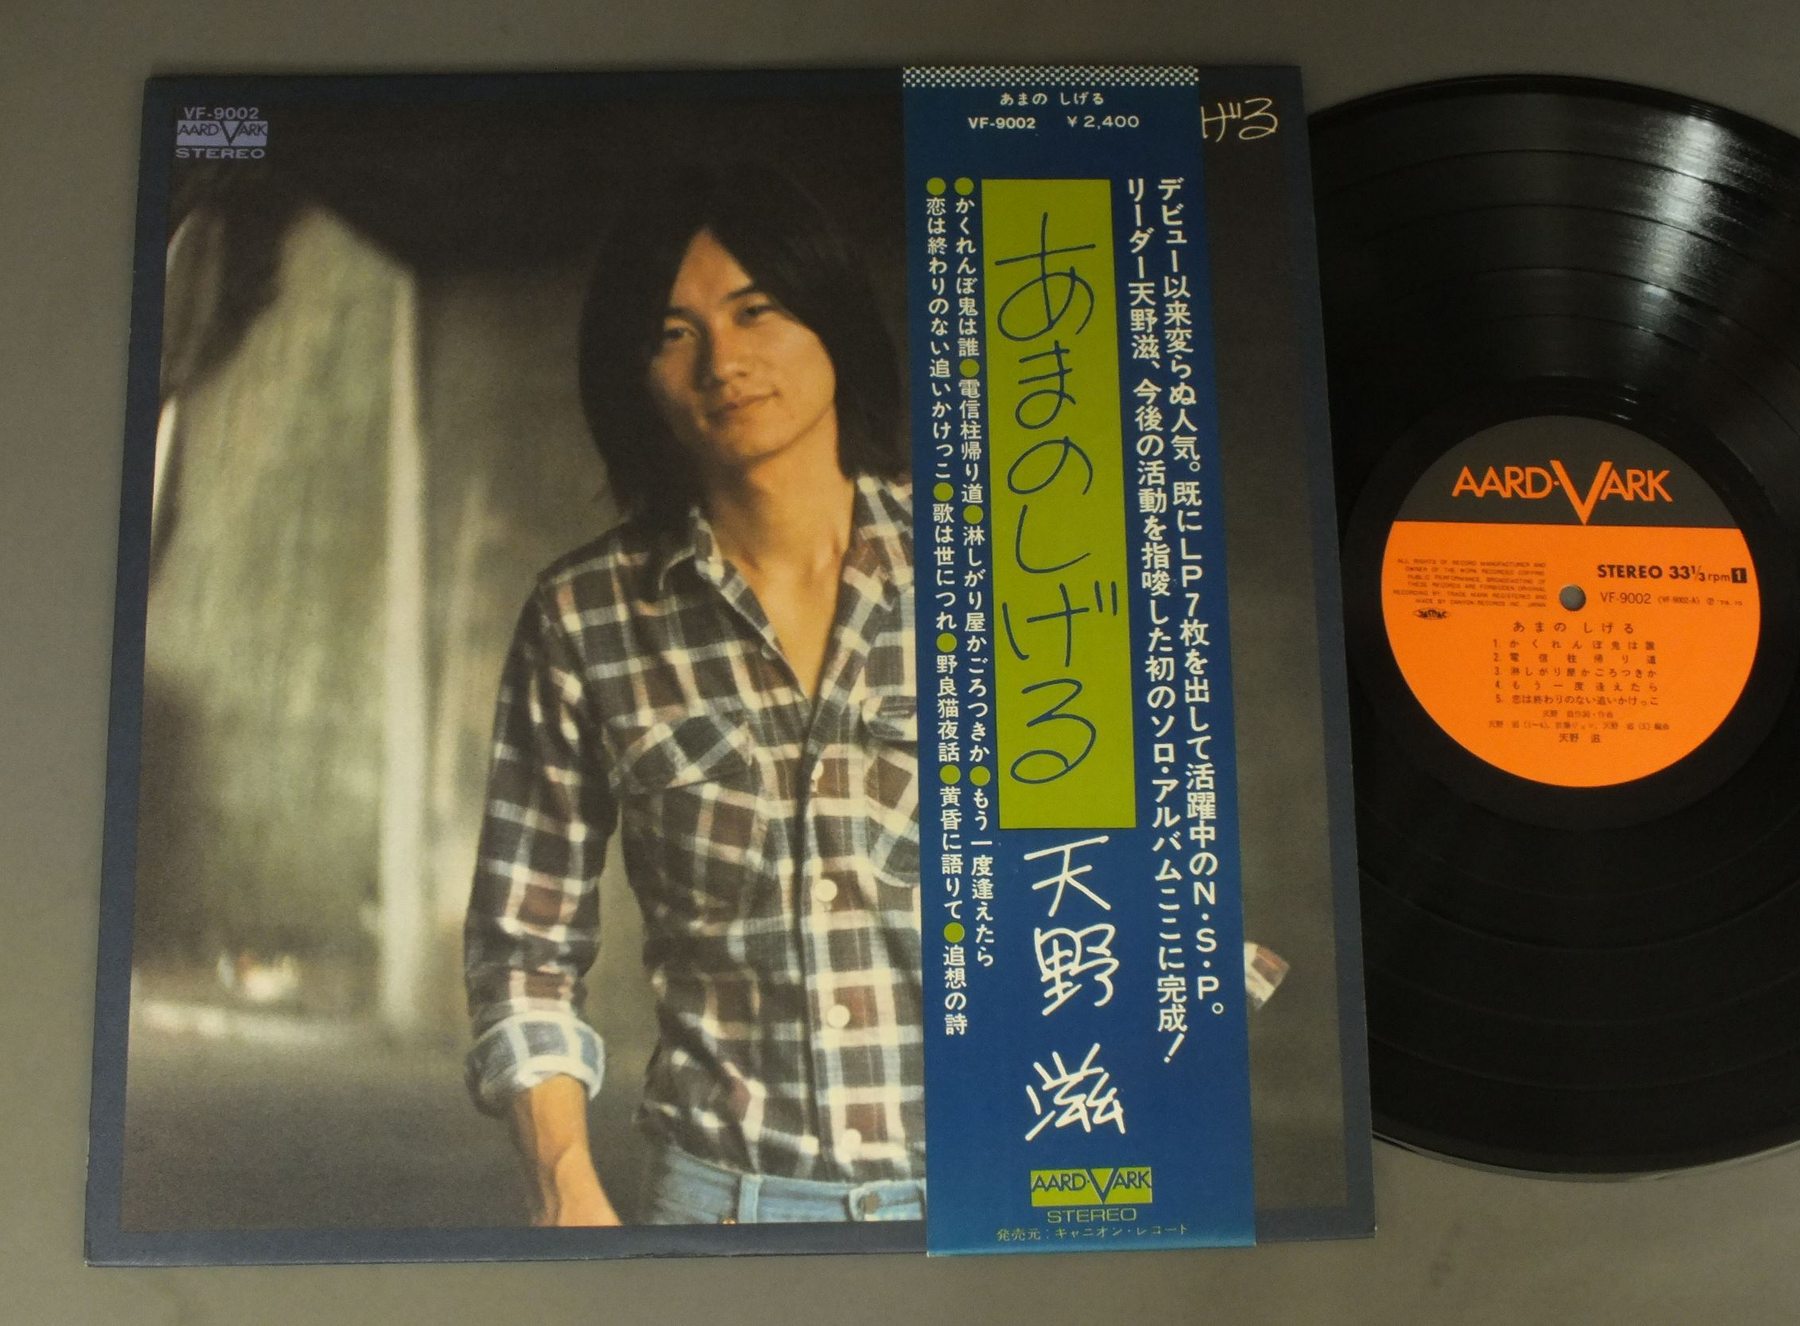 VF-9002
AARD-VARK
STEREO
げる
あまの しげる
VF-9002 ¥2,400
デビュー以来変らぬ人気。既にLP7枚を出して活躍中のN・S・P。
リーダー天野滋、今後の活動を指唆した初のソロ・アルバムここに完成!
あまのしげる
天野 滋
●かくれんぼ鬼は誰●電信柱帰り道●淋しがり屋かごろつきか●もう一度逢えたら
●恋は終わりのない追いかけっこ●歌は世につれ●野良猫夜話●黄昏に語りて●追想の詩
AARD-VARK
STEREO
発売元:キャニオン・レコード
AARD-VARK
STEREO 33 1/3 rpm 1
VF-9002 (VF-9002-A)
あまの しげる
1. かくれんぼ鬼は誰
2. 電信柱帰り道
3. 淋しがり屋かごろつきか
4. もう一度逢えたら
5. 恋は終わりのない追いかけっこ
天野 滋